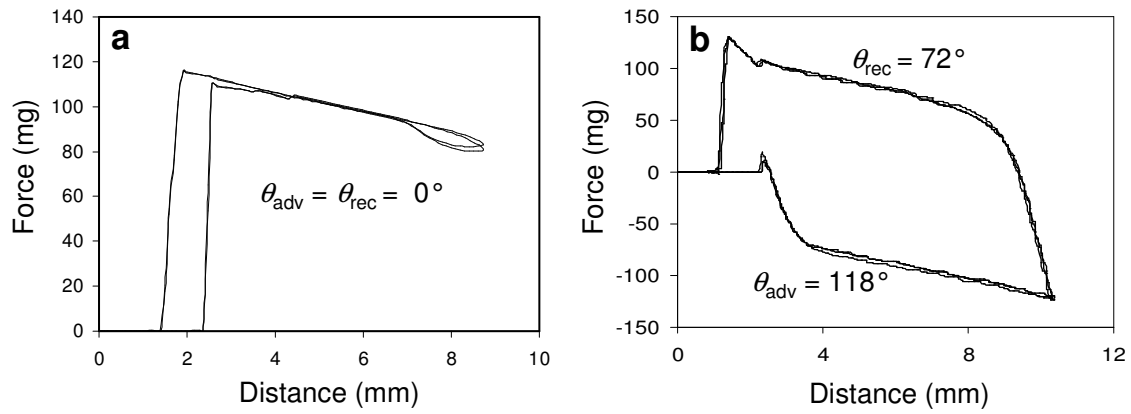 a
140
120
100
80
60
40
20
0
Force (mg)
θadv = θrec = 0°
0 2 4 6 8 10
Distance (mm)
b
150
100
50
0
-50
-100
-150
Force (mg)
θrec = 72°
θadv = 118°
0 4 8 12
Distance (mm)